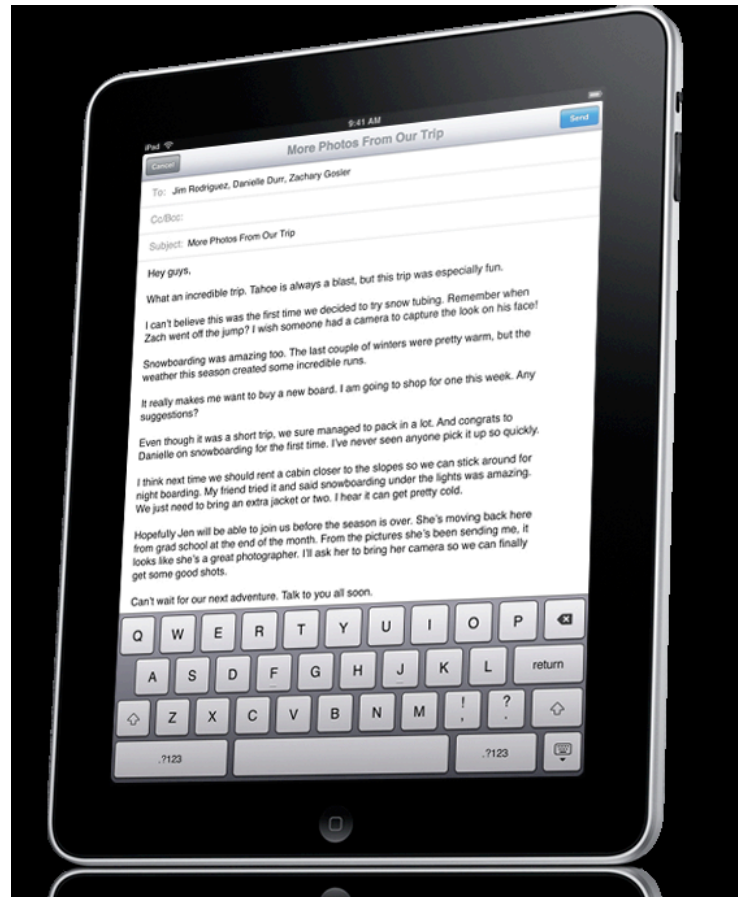 iPad
9:41 AM
Cancel
More Photos From Our Trip
Send
To: Jim Rodriguez, Danielle Durr, Zachary Gosler
Cc/Bcc:
Subject: More Photos From Our Trip
Hey guys,
What an incredible trip. Tahoe is always a blast, but this trip was especially fun.
I can't believe this was the first time we decided to try snow tubing. Remember when
Zach went off the jump? I wish someone had a camera to capture the look on his face!
Snowboarding was amazing too. The last couple of winters were pretty warm, but the
weather this season created some incredible runs.
It really makes me want to buy a new board. I am going to shop for one this week. Any
suggestions?
Even though it was a short trip, we sure managed to pack in a lot. And congrats to
Danielle on snowboarding for the first time. I've never seen anyone pick it up so quickly.
I think next time we should rent a cabin closer to the slopes so we can stick around for
night boarding. My friend tried it and said snowboarding under the lights was amazing.
We just need to bring an extra jacket or two. I hear it can get pretty cold.
Hopefully Jen will be able to join us before the season is over. She's moving back here
from grad school at the end of the month. From the pictures she's been sending me, it
looks like she's a great photographer. I'll ask her to bring her camera so we can finally
get some good shots.
Can't wait for our next adventure. Talk to you all soon.
Q W E R T Y U I O P
A S D F G H J K L return
Z X C V B N M ! , ? .
.?123 .?123